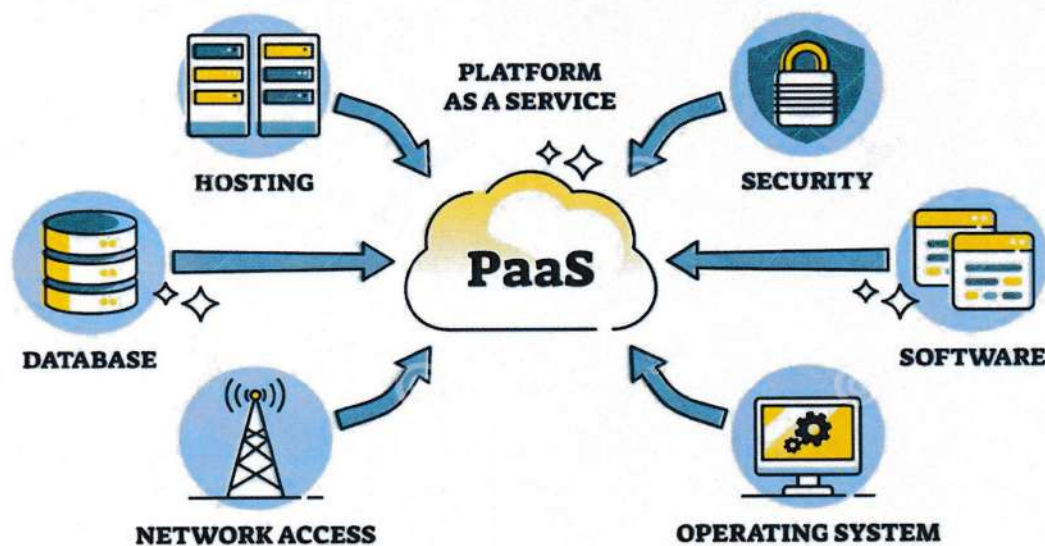 PLATFORM
AS A SERVICE
HOSTING
SECURITY
PaaS
DATABASE
SOFTWARE
NETWORK ACCESS
OPERATING SYSTEM